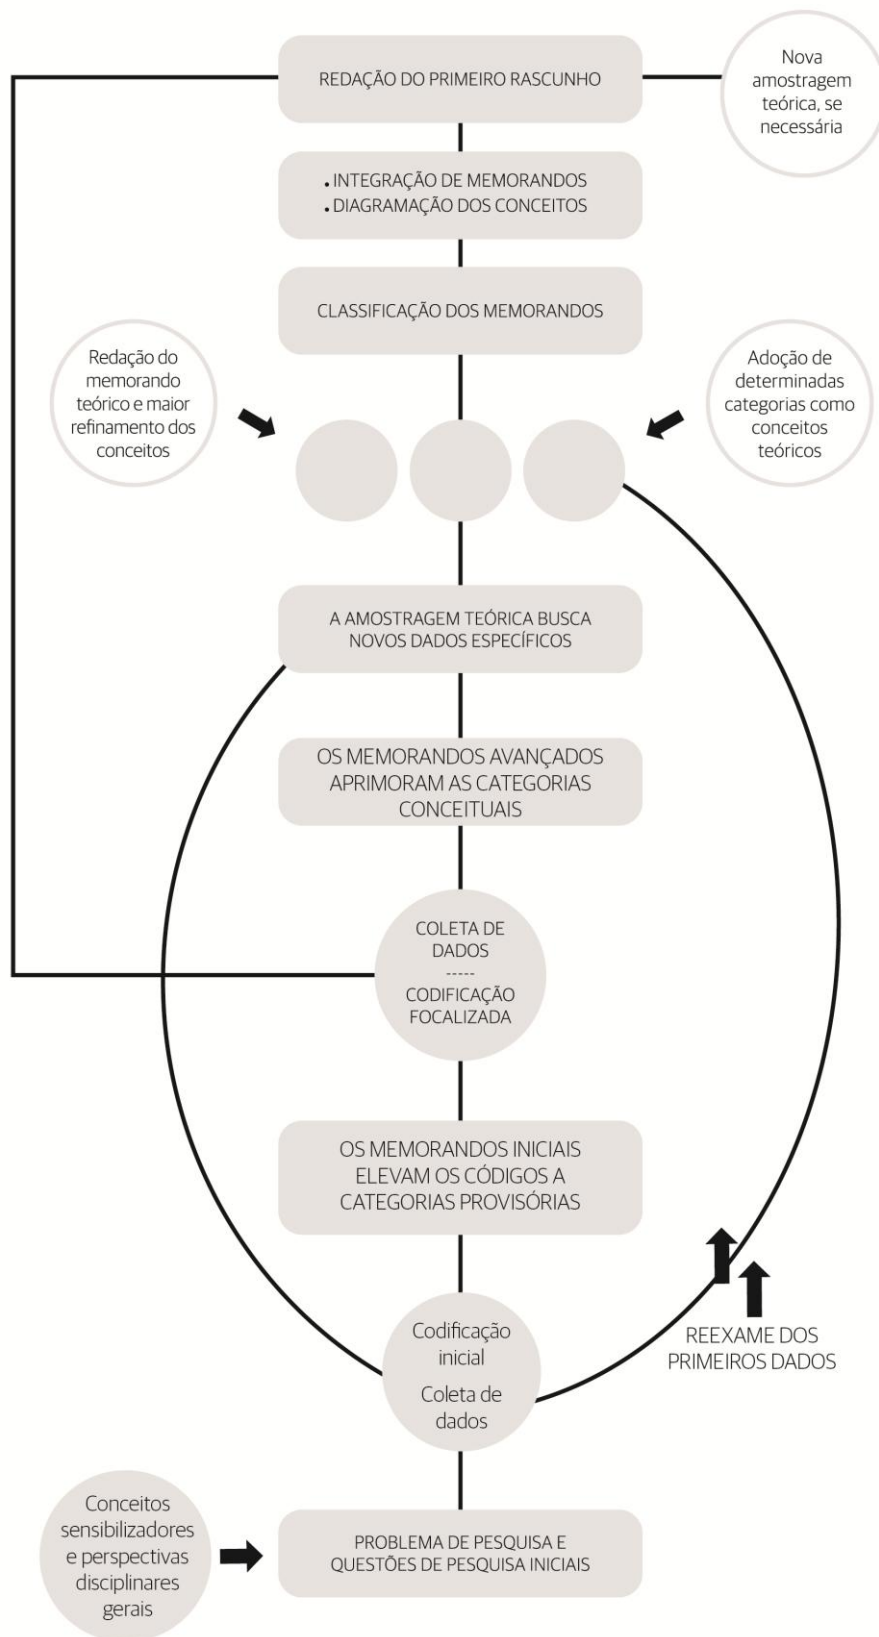 REDAÇÃO DO PRIMEIRO RASCUNHO
Nova
amostragem
teórica, se
necessária
. INTEGRAÇÃO DE MEMORANDOS
. DIAGRAMAÇÃO DOS CONCEITOS
CLASSIFICAÇÃO DOS MEMORANDOS
Redação do
memorando
teórico e maior
refinamento dos
conceitos
Adoção de
determinadas
categorias como
conceitos
teóricos
A AMOSTRAGEM TEÓRICA BUSCA
NOVOS DADOS ESPECÍFICOS
OS MEMORANDOS AVANÇADOS
APRIMORAM AS CATEGORIAS
CONCEITUAIS
COLETA DE
DADOS
-----
CODIFICAÇÃO
FOCALIZADA
OS MEMORANDOS INICIAIS
ELEVAM OS CÓDIGOS A
CATEGORIAS PROVISÓRIAS
Codificação
inicial
Coleta de
dados
REEXAME DOS
PRIMEIROS DADOS
Conceitos
sensibilizadores
e perspectivas
disciplinares
gerais
PROBLEMA DE PESQUISA E
QUESTÕES DE PESQUISA INICIAIS